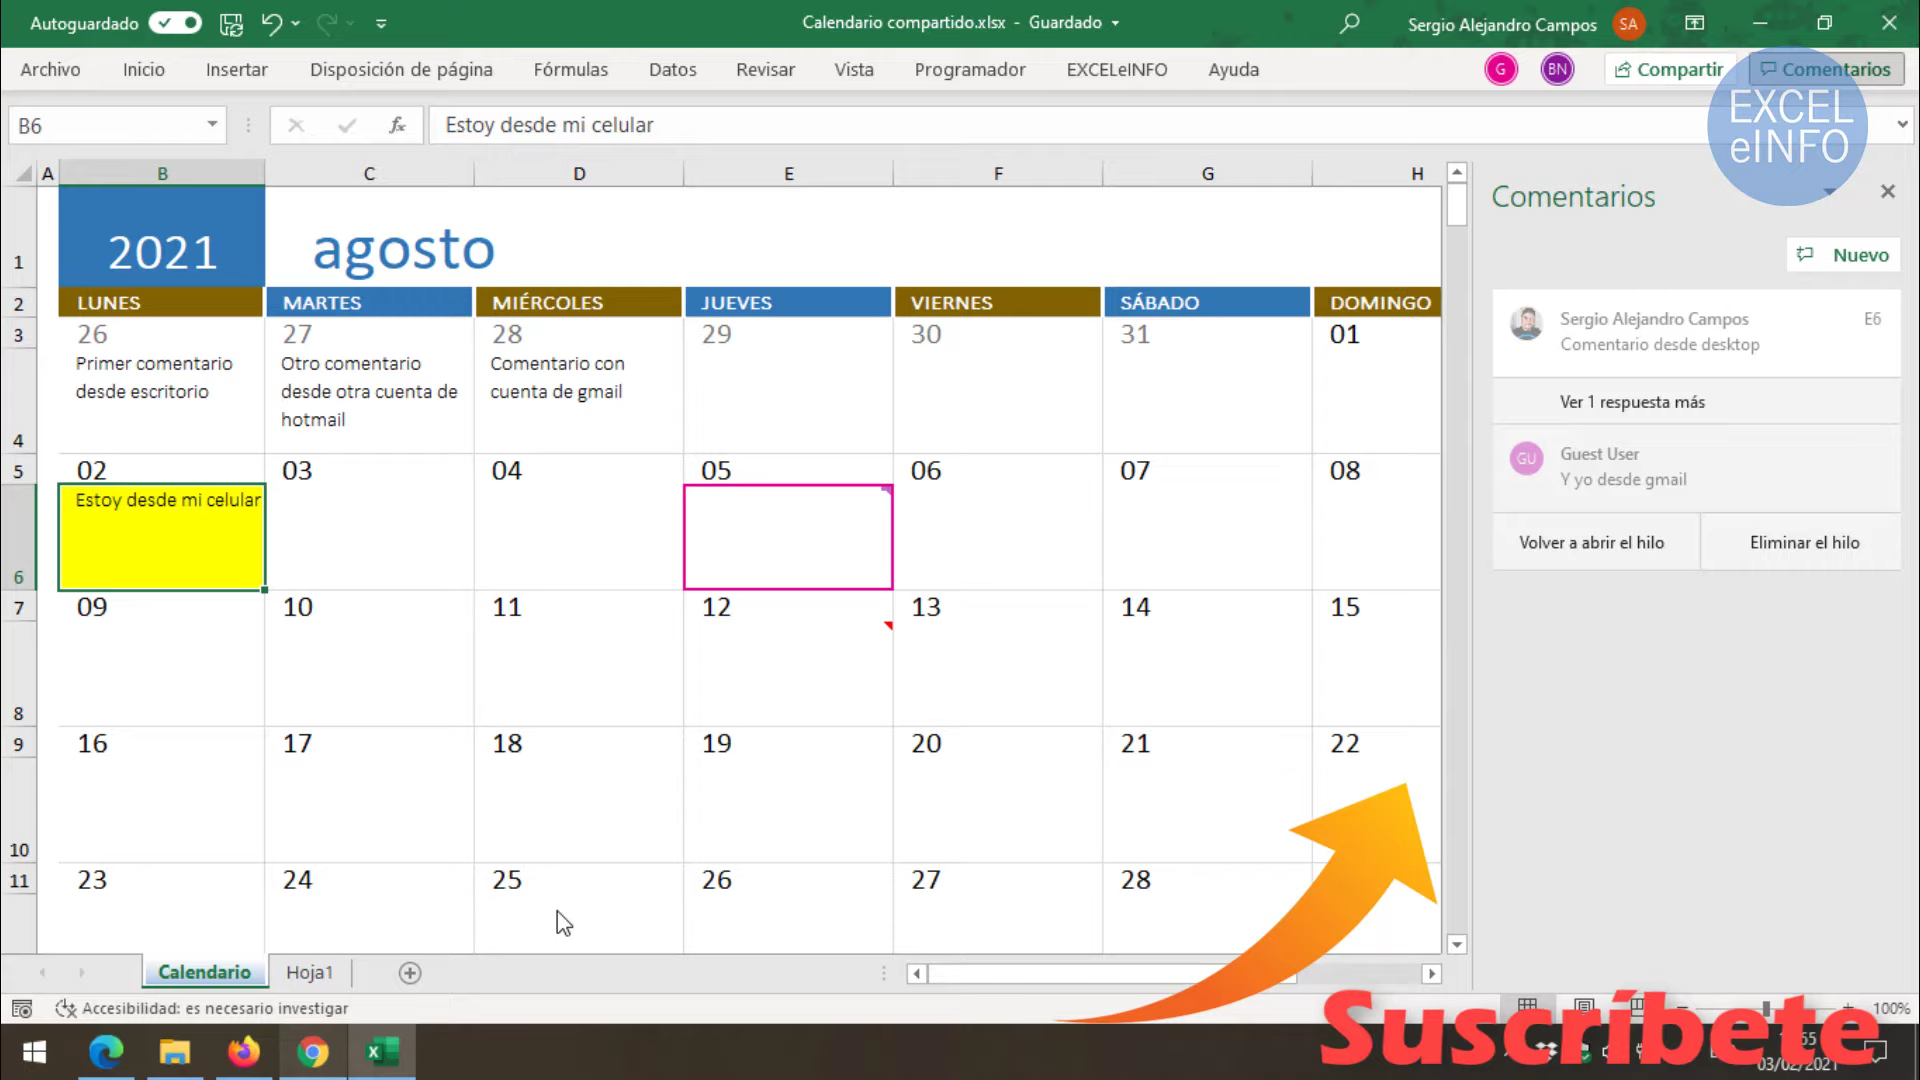 Autoguardado
Calendario compartido.xlsx - Guardado
Sergio Alejandro Campos
SA
Archivo
Inicio
Insertar
Disposición de página
Fórmulas
Datos
Revisar
Vista
Programador
EXCELeINFO
Ayuda
G
BN
Compartir
Comentarios
EXCEL
eINFO
B6
fx
Estoy desde mi celular
A
B
C
D
E
F
G
H
Comentarios
Nuevo
1
2021
agosto
2
LUNES
MARTES
MIÉRCOLES
JUEVES
VIERNES
SÁBADO
DOMINGO
3
26
27
28
29
30
31
01
4
Primer comentario
desde escritorio
Otro comentario
desde otra cuenta de
hotmail
Comentario con
cuenta de gmail
5
02
03
04
05
06
07
08
6
Estoy desde mi celular
7
09
10
11
12
13
14
15
8
9
16
17
18
19
20
21
22
10
11
23
24
25
26
27
28
Sergio Alejandro Campos
E6
Comentario desde desktop
Ver 1 respuesta más
GU
Guest User
Y yo desde gmail
Volver a abrir el hilo
Eliminar el hilo
Calendario
Hoja1
Accesibilidad: es necesario investigar
100%
Suscríbete
03/02/2021